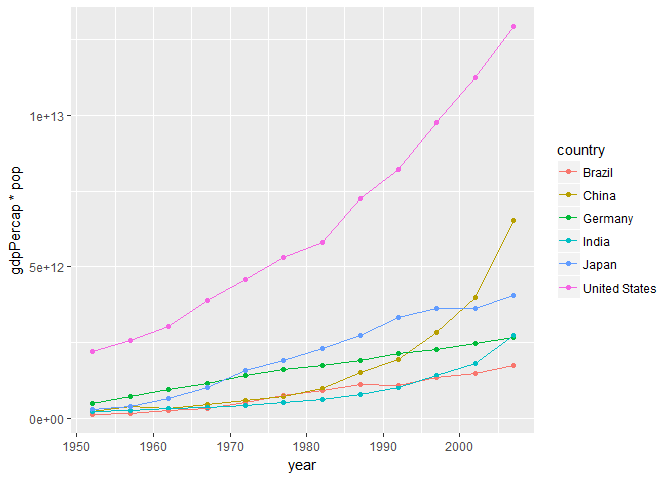 gdpPercap * pop
1e+13
5e+12
0e+00
1950 1960 1970 1980 1990 2000
year
country
Brazil
China
Germany
India
Japan
United States